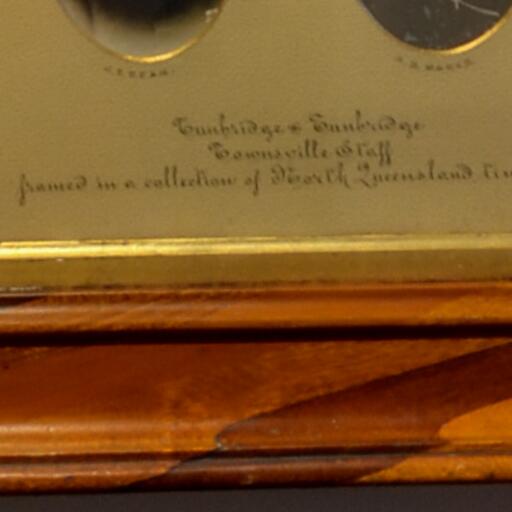 Tunbridge & Tunbridge
Townsville Staff
framed in a collection of North Queensland